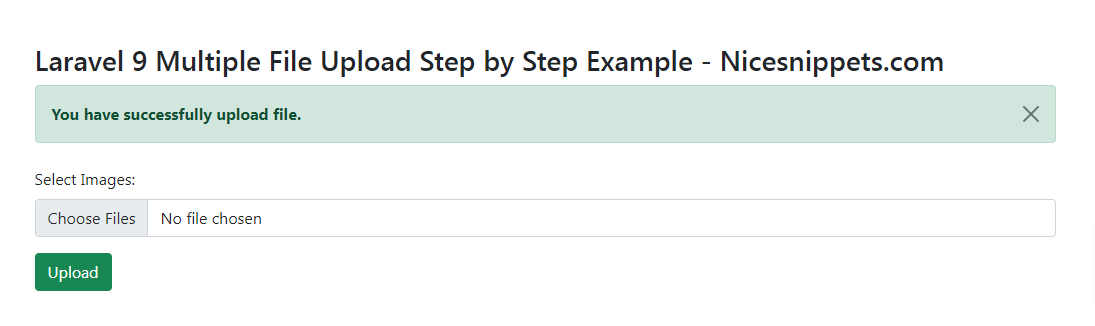 Laravel 9 Multiple File Upload Step by Step Example - Nicesnippets.com
You have successfully upload file.
Select Images:
Choose Files No file chosen
Upload